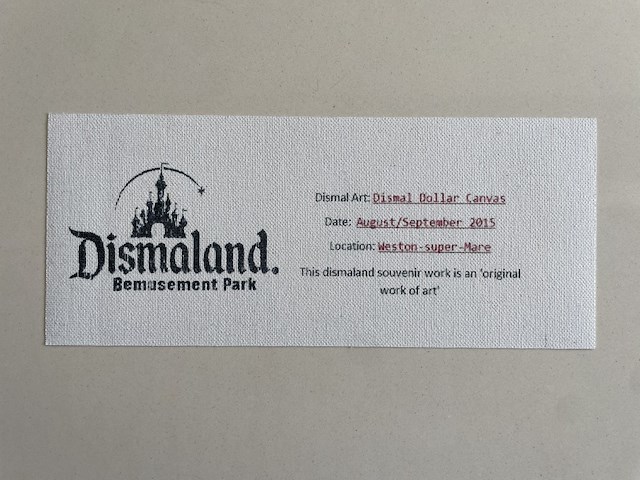 Dismaland.
Bemusement Park
Dismal Art: Dismal Dollar Canvas
Date: August/September 2015
Location: Weston-super-Mare
This dismaland souvenir work is an 'original
work of art'